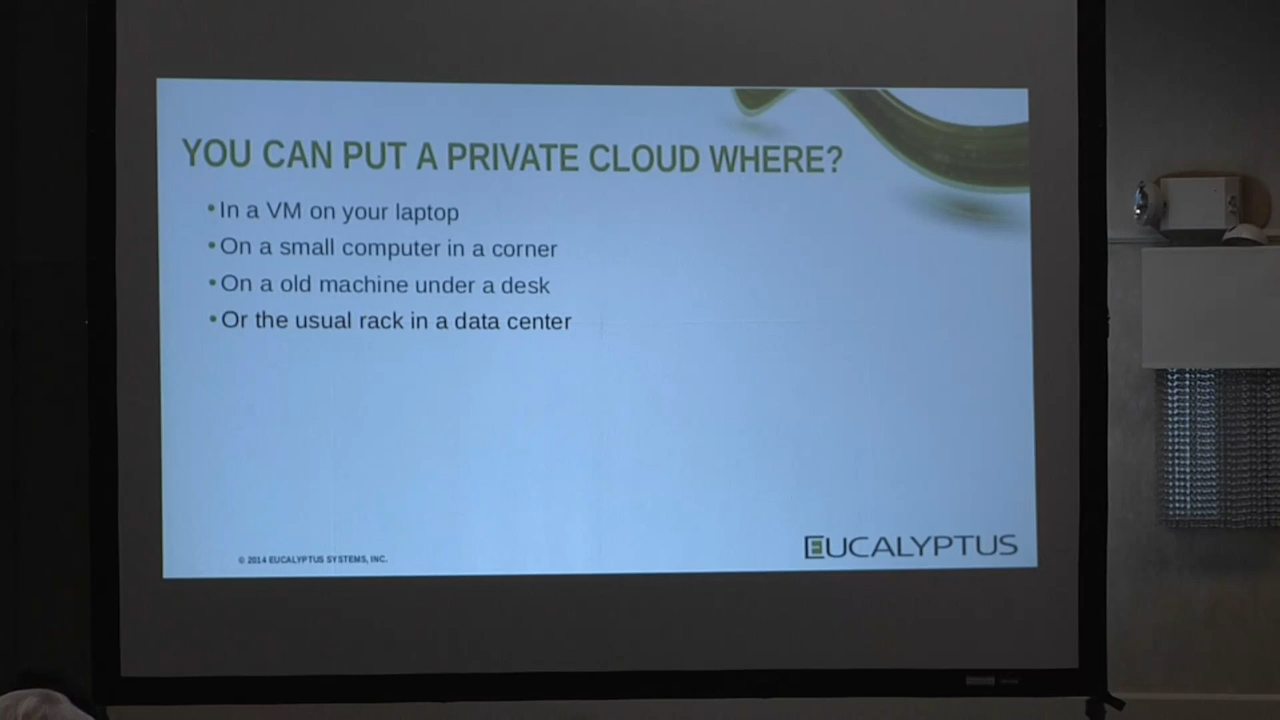 YOU CAN PUT A PRIVATE CLOUD WHERE?
•In a VM on your laptop
•On a small computer in a corner
•On a old machine under a desk
•Or the usual rack in a data center
© 2014 EUCALYPTUS SYSTEMS, INC.
EUCALYPTUS